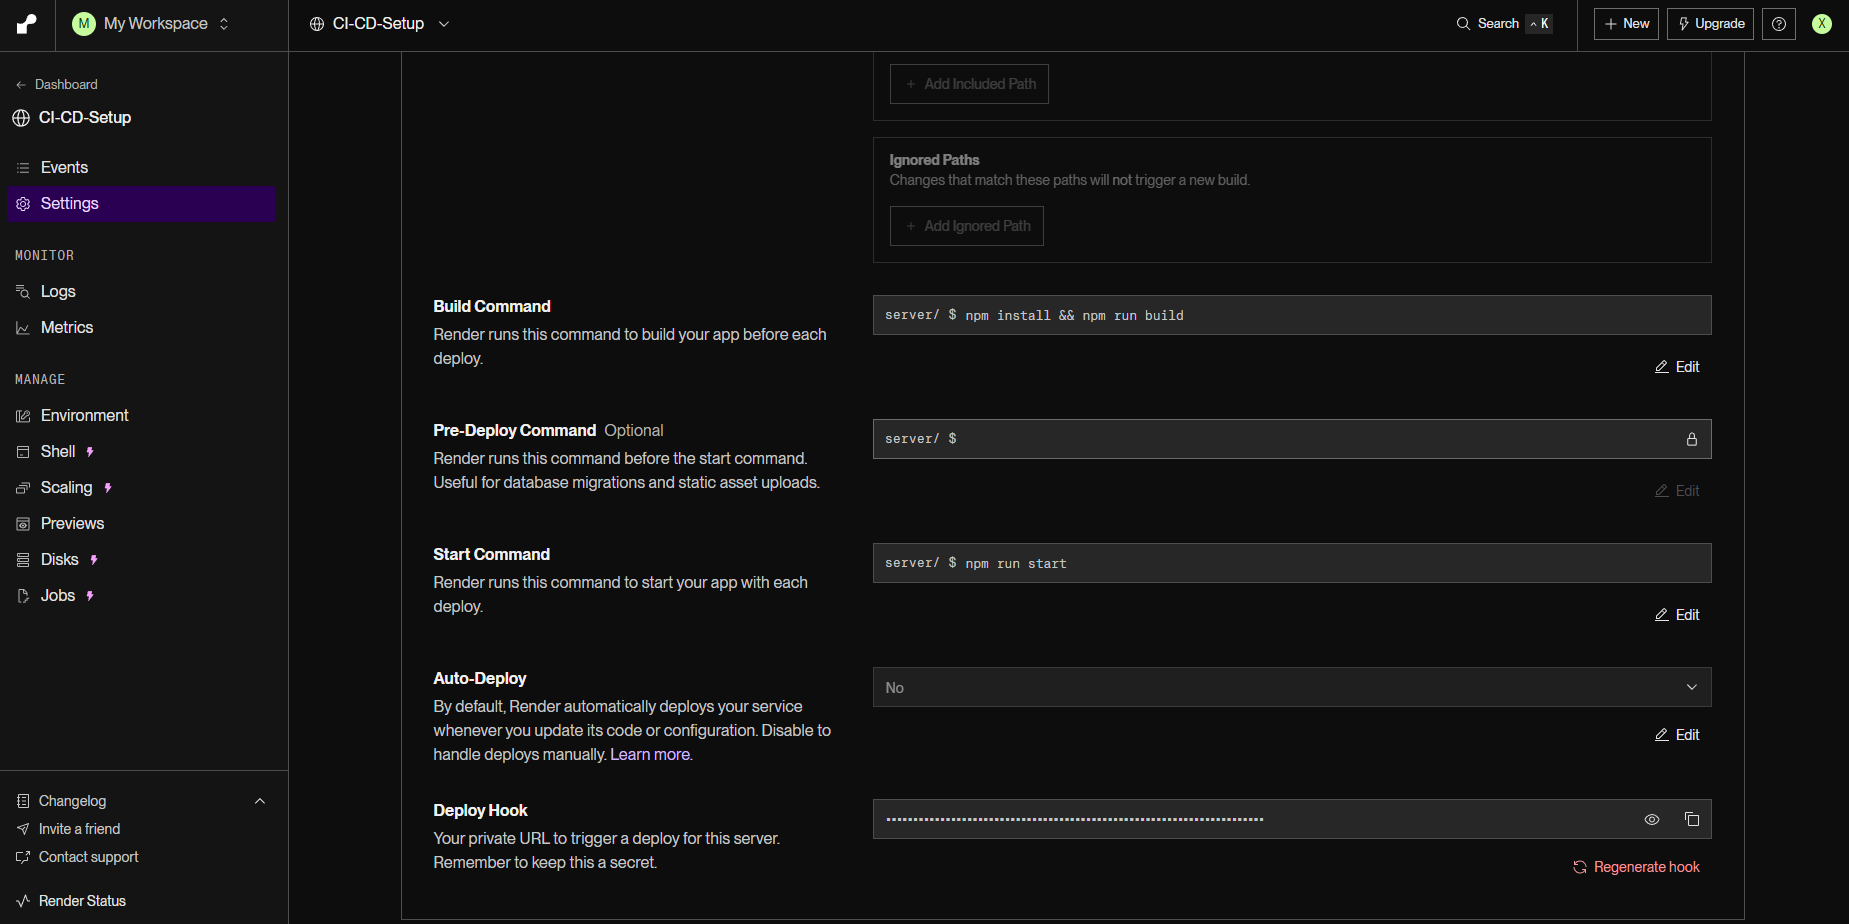 M My Workspace
CI-CD-Setup
Search ^ K
+ New
Upgrade
X
← Dashboard
CI-CD-Setup
Events
Settings
MONITOR
Logs
Metrics
MANAGE
Environment
Shell
Scaling
Previews
Disks
Jobs
Changelog
Invite a friend
Contact support
Render Status
+ Add Included Path
Ignored Paths
Changes that match these paths will not trigger a new build.
+ Add Ignored Path
Build Command
Render runs this command to build your app before each
deploy.
server/ $ npm install && npm run build
Edit
Pre-Deploy Command Optional
Render runs this command before the start command.
Useful for database migrations and static asset uploads.
server/ $
Edit
Start Command
Render runs this command to start your app with each
deploy.
server/ $ npm run start
Edit
Auto-Deploy
By default, Render automatically deploys your service
whenever you update its code or configuration. Disable to
handle deploys manually. Learn more.
No
Edit
Deploy Hook
Your private URL to trigger a deploy for this server.
Remember to keep this a secret.
Regenerate hook